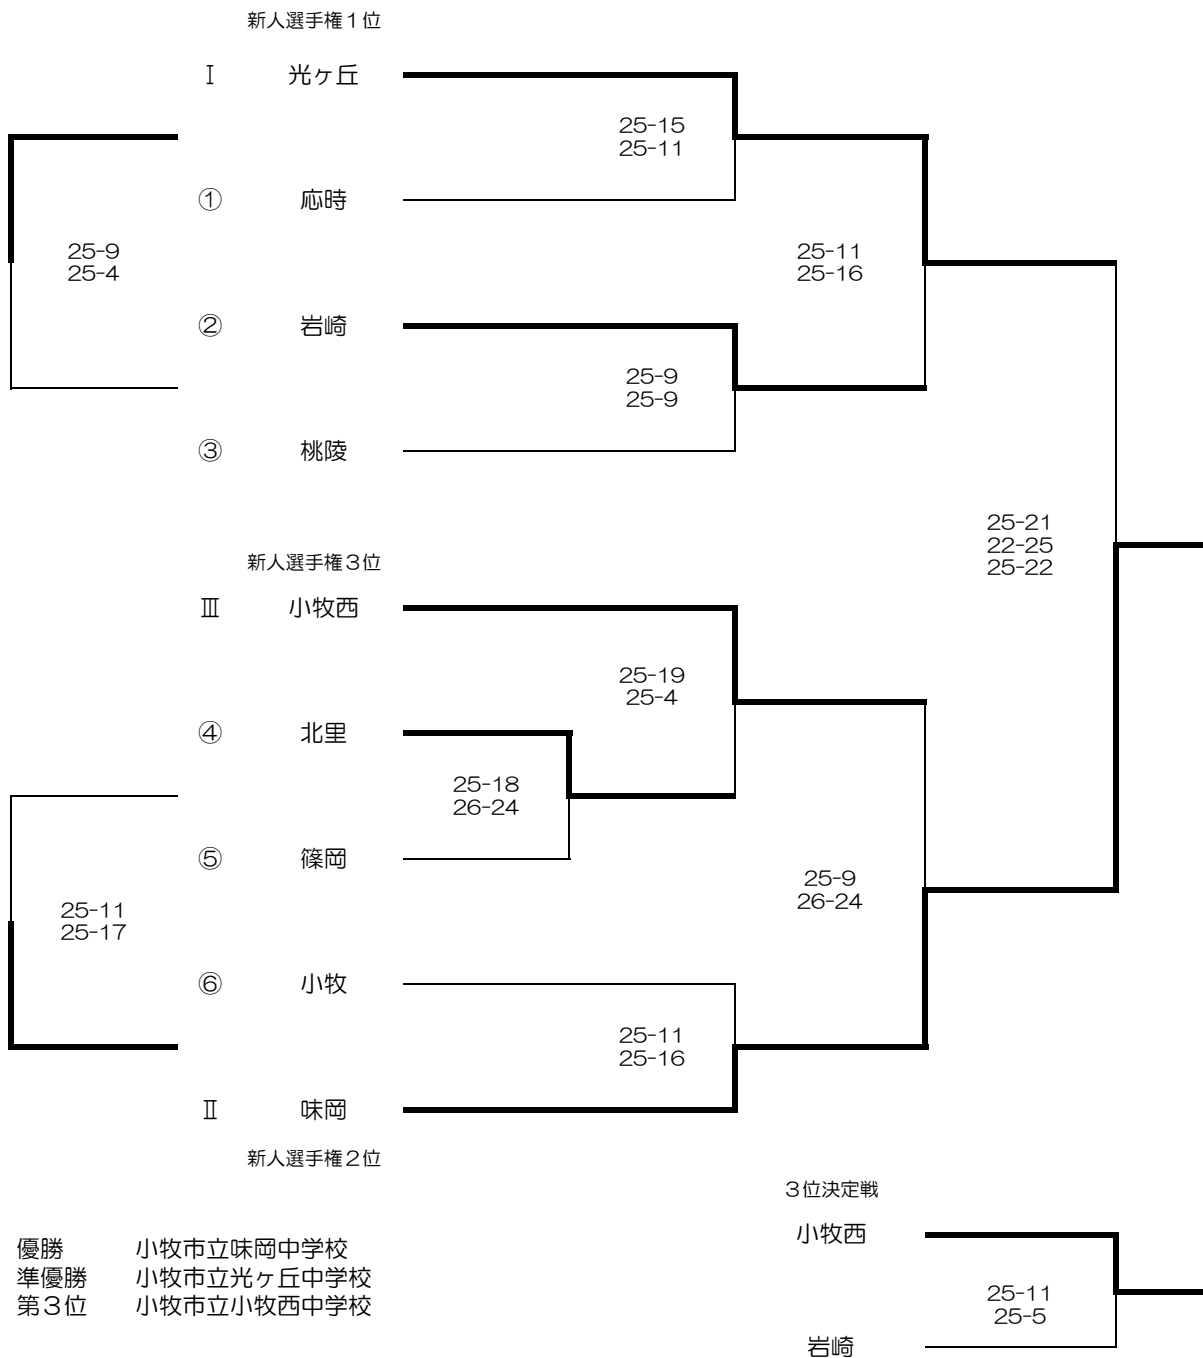 新人選手権１位
Ⅰ 光ヶ丘
25-15
25-11
① 応時
25-9
25-4
25-11
25-16
② 岩崎
25-9
25-9
③ 桃陵
25-21
22-25
25-22
新人選手権３位
Ⅲ 小牧西
25-19
25-4
④ 北里
25-18
26-24
⑤ 篠岡
25-9
26-24
25-11
25-17
⑥ 小牧
25-11
25-16
Ⅱ 味岡
新人選手権２位
３位決定戦
小牧西
25-11
25-5
岩崎
優勝 小牧市立味岡中学校
準優勝 小牧市立光ヶ丘中学校
第３位 小牧市立小牧西中学校